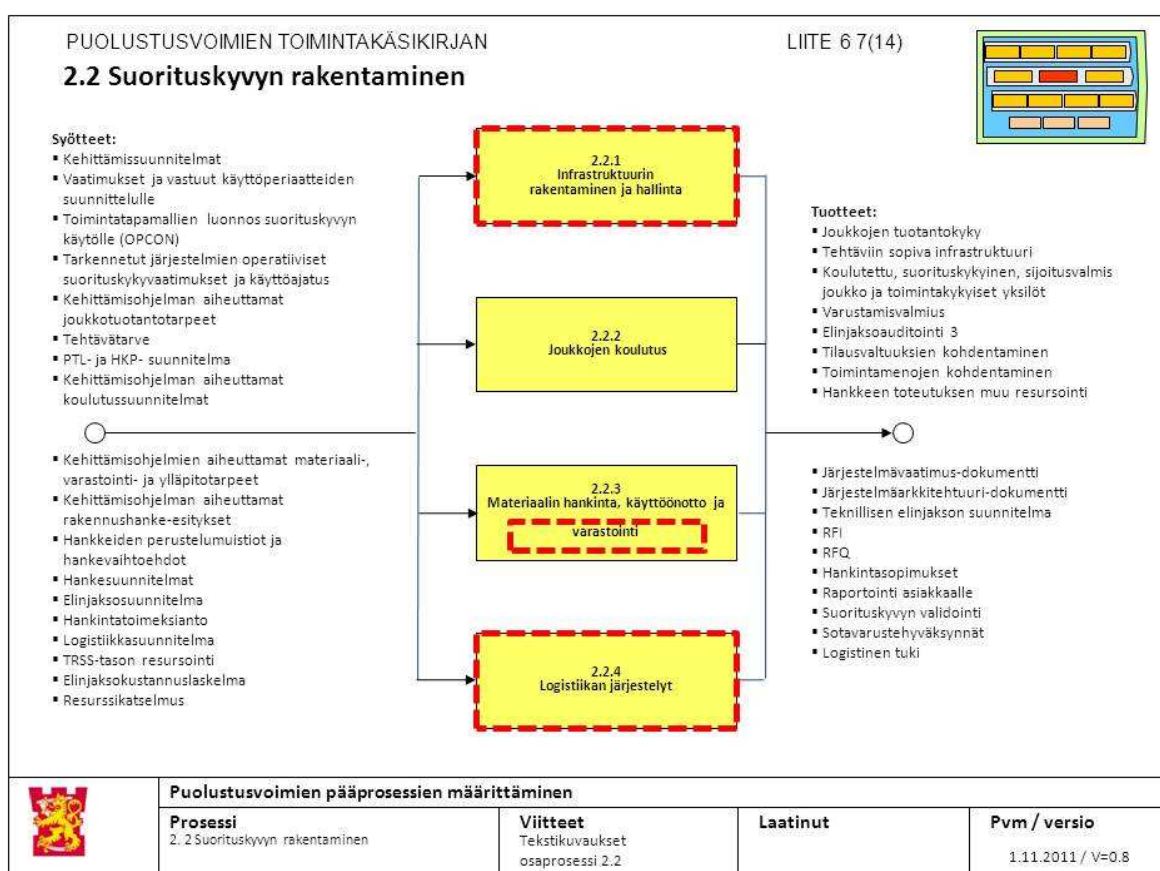 PUOLUSTUSVOIMIEN TOIMINTAKÄSIKIRJAN
LIITE 6 7(14)
2.2 Suorituskyvyn rakentaminen
Syötteet:
▪ Kehittämissuunnitelmat
▪ Vaatimukset ja vastuut käyttöperiaatteiden
suunnittelulle
▪ Toimintatapamallien luonnos suorituskyvyn
käytölle (OPCON)
▪ Tarkennetut järjestelmien operatiiviset
suorituskykyvaatimukset ja käyttöajatus
▪ Kehittämisohjelman aiheuttamat
joukkotuotantotarpeet
▪ Tehtävätarve
▪ PTL- ja HKP- suunnitelma
▪ Kehittämisohjelman aiheuttamat
koulutussuunnitelmat
▪ Kehittämisohjelmien aiheuttamat materiaali-,
varastointi- ja ylläpitotarpeet
▪ Kehittämisohjelman aiheuttamat
rakennushanke-esitykset
▪ Hankkeiden perustelumuistiot ja
hankevaihtoehdot
▪ Hankesuunnitelmat
▪ Elinjaksosuunnitelma
▪ Hankintatoimeksianto
▪ Logistiikkasuunnitelma
▪ TRSS-tason resursointi
▪ Elinjaksokustannuslaskelma
▪ Resurssikatselmus
2.2.1
Infrastruktuurin
rakentaminen ja hallinta
2.2.2
Joukkojen koulutus
2.2.3
Materiaalin hankinta, käyttöönotto ja
varastointi
2.2.4
Logistiikan järjestelyt
Tuotteet:
▪ Joukkojen tuotantokyky
▪ Tehtäviin sopiva infrastruktuuri
▪ Koulutettu, suorituskykyinen, sijoitusvalmis
joukko ja toimintakykyiset yksilöt
▪ Varustamisvalmius
▪ Elinjaksoauditointi 3
▪ Tilausvaltuuksien kohdentaminen
▪ Toimintamenojen kohdentaminen
▪ Hankkeen toteutuksen muu resursointi
▪ Järjestelmävaatimus-dokumentti
▪ Järjestelmäarkkitehtuuri-dokumentti
▪ Teknillisen elinjakson suunnitelma
▪ RFI
▪ RFQ
▪ Hankintasopimukset
▪ Raportointi asiakkaalle
▪ Suorituskyvyn validointi
▪ Sotavarustehyväksynnät
▪ Logistinen tuki
Puolustusvoimien pääprosessien määrittäminen
Prosessi
2. 2 Suorituskyvyn rakentaminen
Viitteet
Tekstikuvaukset
osaprosessi 2.2
Laatinut
Pvm / versio
1.11.2011 / V=0.8